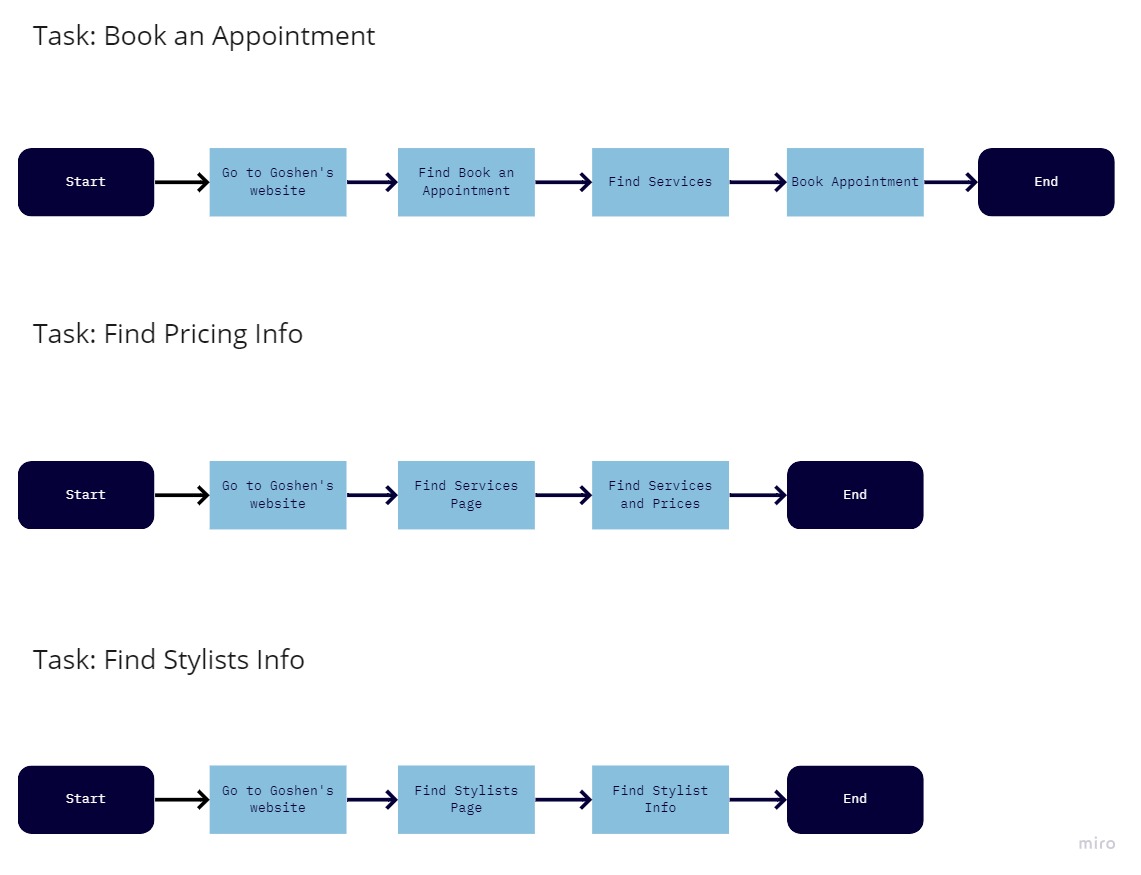 Task: Book an Appointment
Start
Go to Goshen's
website
Find Book an
Appointment
Find Services
Book Appointment
End
Task: Find Pricing Info
Start
Go to Goshen's
website
Find Services
Page
Find Services
and Prices
End
Task: Find Stylists Info
Start
Go to Goshen's
website
Find Stylists
Page
Find Stylist
Info
End
miro